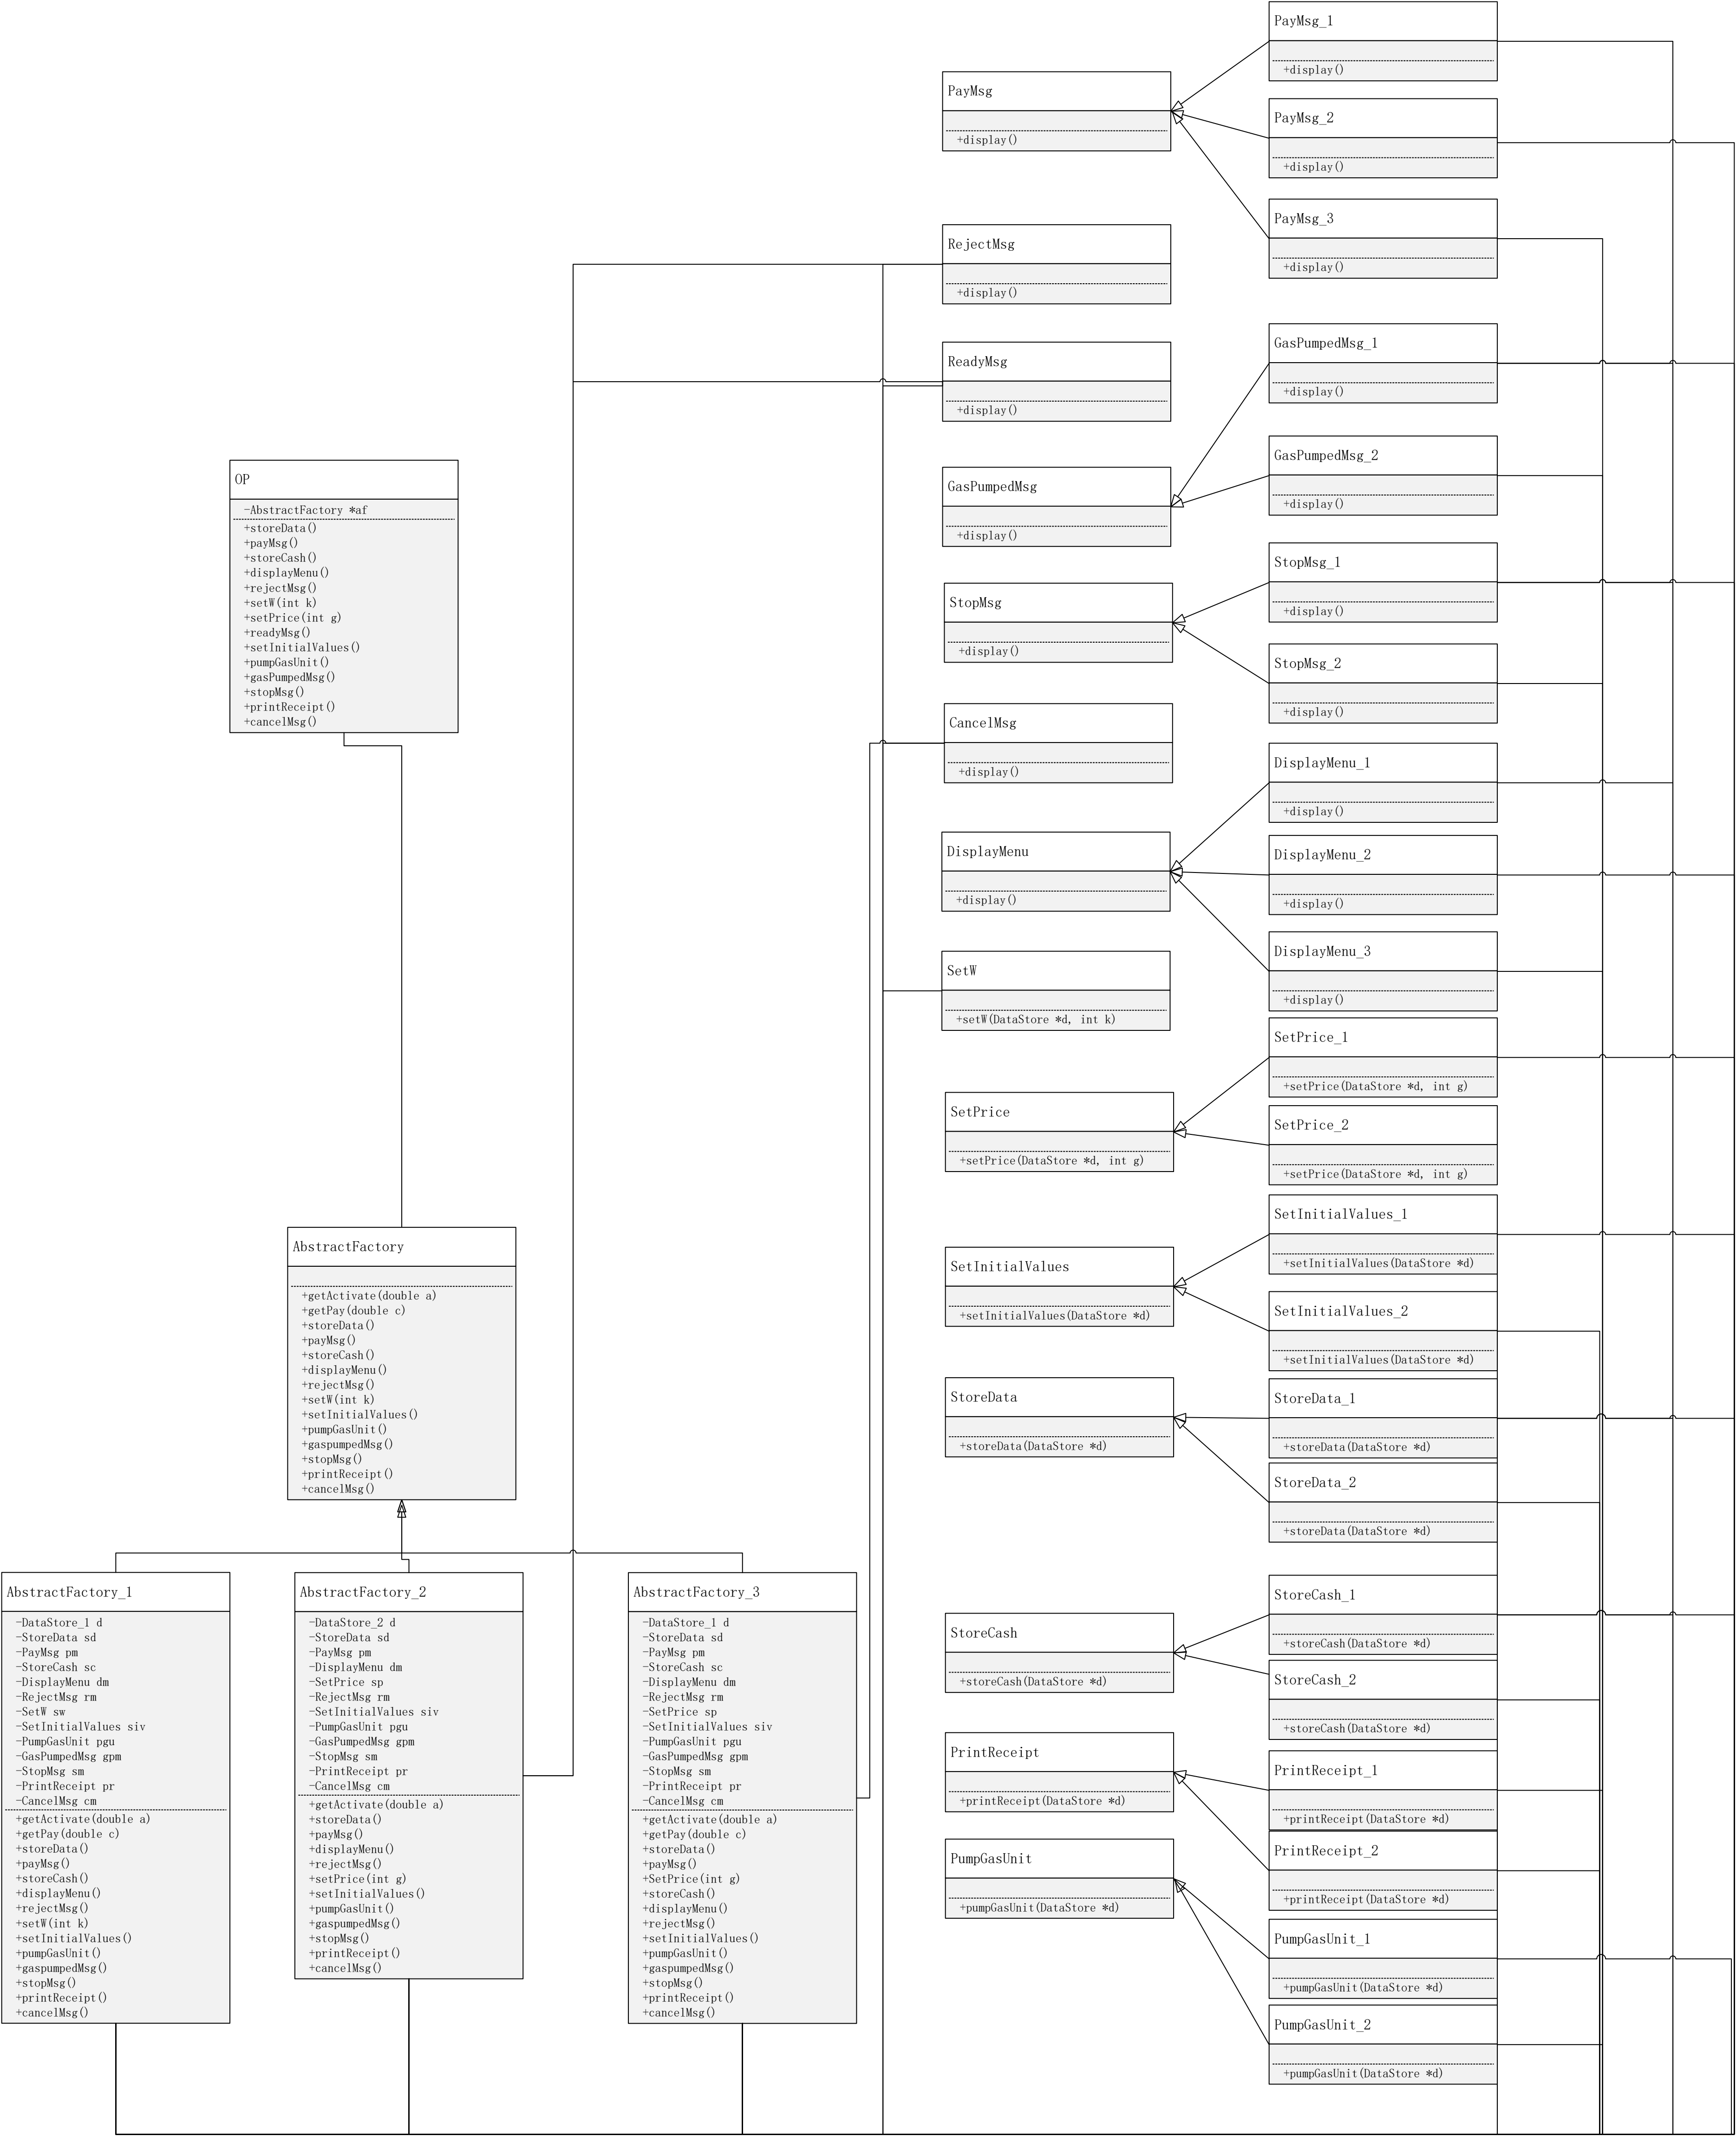 OP
-AbstractFactory *af
+storeData()
+payMsg()
+storeCash()
+displayMenu()
+rejectMsg()
+setW(int k)
+setPrice(int g)
+readyMsg()
+setInitialValues()
+pumpGasUnit()
+gasPumpedMsg()
+stopMsg()
+printReceipt()
+cancelMsg()
AbstractFactory
+getActivate(double a)
+getPay(double c)
+storeData()
+payMsg()
+storeCash()
+displayMenu()
+rejectMsg()
+setW(int k)
+setInitialValues()
+pumpGasUnit()
+gaspumpedMsg()
+stopMsg()
+printReceipt()
+cancelMsg()
AbstractFactory_1
-DataStore_1 d
-StoreData sd
-PayMsg pm
-StoreCash sc
-DisplayMenu dm
-RejectMsg rm
-SetW sw
-SetInitialValues siv
-PumpGasUnit pgu
-GasPumpedMsg gpm
-StopMsg sm
-PrintReceipt pr
-CancelMsg cm
+getActivate(double a)
+getPay(double c)
+storeData()
+payMsg()
+storeCash()
+displayMenu()
+rejectMsg()
+setW(int k)
+setInitialValues()
+pumpGasUnit()
+gaspumpedMsg()
+stopMsg()
+printReceipt()
+cancelMsg()
AbstractFactory_2
-DataStore_2 d
-StoreData sd
-PayMsg pm
-DisplayMenu dm
-SetPrice sp
-RejectMsg rm
-SetInitialValues siv
-PumpGasUnit pgu
-GasPumpedMsg gpm
-StopMsg sm
-PrintReceipt pr
-CancelMsg cm
+getActivate(double a)
+storeData()
+payMsg()
+displayMenu()
+rejectMsg()
+setPrice(int g)
+setInitialValues()
+pumpGasUnit()
+gaspumpedMsg()
+stopMsg()
+printReceipt()
+cancelMsg()
AbstractFactory_3
-DataStore_1 d
-StoreData sd
-PayMsg pm
-StoreCash sc
-DisplayMenu dm
-RejectMsg rm
-SetPrice sp
-SetInitialValues siv
-PumpGasUnit pgu
-GasPumpedMsg gpm
-StopMsg sm
-PrintReceipt pr
-CancelMsg cm
+getActivate(double a)
+getPay(double c)
+storeData()
+payMsg()
+SetPrice(int g)
+storeCash()
+displayMenu()
+rejectMsg()
+setInitialValues()
+pumpGasUnit()
+gaspumpedMsg()
+stopMsg()
+printReceipt()
+cancelMsg()
PayMsg
+display()
RejectMsg
+display()
ReadyMsg
+display()
GasPumpedMsg
+display()
StopMsg
+display()
CancelMsg
+display()
DisplayMenu
+display()
SetW
+setW(DataStore *d, int k)
SetPrice
+setPrice(DataStore *d, int g)
SetInitialValues
+setInitialValues(DataStore *d)
StoreData
+storeData(DataStore *d)
StoreCash
+storeCash(DataStore *d)
PrintReceipt
+printReceipt(DataStore *d)
PumpGasUnit
+pumpGasUnit(DataStore *d)
PayMsg_1
+display()
PayMsg_2
+display()
PayMsg_3
+display()
GasPumpedMsg_1
+display()
GasPumpedMsg_2
+display()
StopMsg_1
+display()
StopMsg_2
+display()
DisplayMenu_1
+display()
DisplayMenu_2
+display()
DisplayMenu_3
+display()
SetPrice_1
+setPrice(DataStore *d, int g)
SetPrice_2
+setPrice(DataStore *d, int g)
SetInitialValues_1
+setInitialValues(DataStore *d)
SetInitialValues_2
+setInitialValues(DataStore *d)
StoreData_1
+storeData(DataStore *d)
StoreData_2
+storeData(DataStore *d)
StoreCash_1
+storeCash(DataStore *d)
StoreCash_2
+storeCash(DataStore *d)
PrintReceipt_1
+printReceipt(DataStore *d)
PrintReceipt_2
+printReceipt(DataStore *d)
PumpGasUnit_1
+pumpGasUnit(DataStore *d)
PumpGasUnit_2
+pumpGasUnit(DataStore *d)